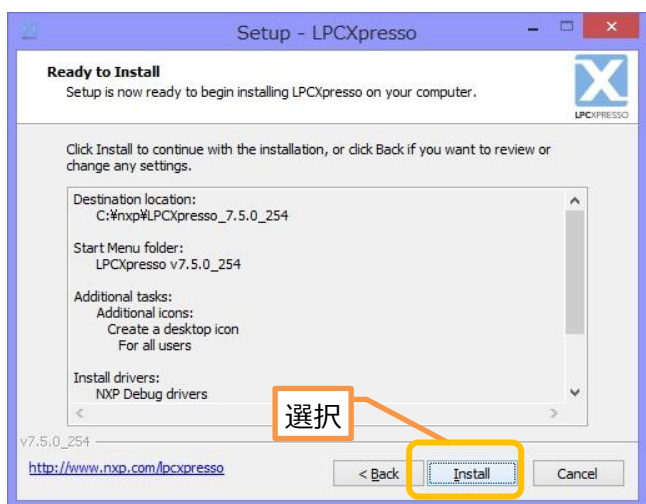 Setup - LPCXpresso
Ready to Install
Setup is now ready to begin installing LPCXpresso on your computer.
LPCXPRESSO
Click Install to continue with the installation, or click Back if you want to review or
change any settings.
Destination location:
C:¥nxp¥LPCXpresso_7.5.0_254
Start Menu folder:
LPCXpresso v7.5.0_254
Additional tasks:
Additional icons:
Create a desktop icon
For all users
Install drivers:
NXP Debug drivers
選択
v7.5.0_254
http://www.nxp.com/lpcxpresso
< Back
Install
Cancel